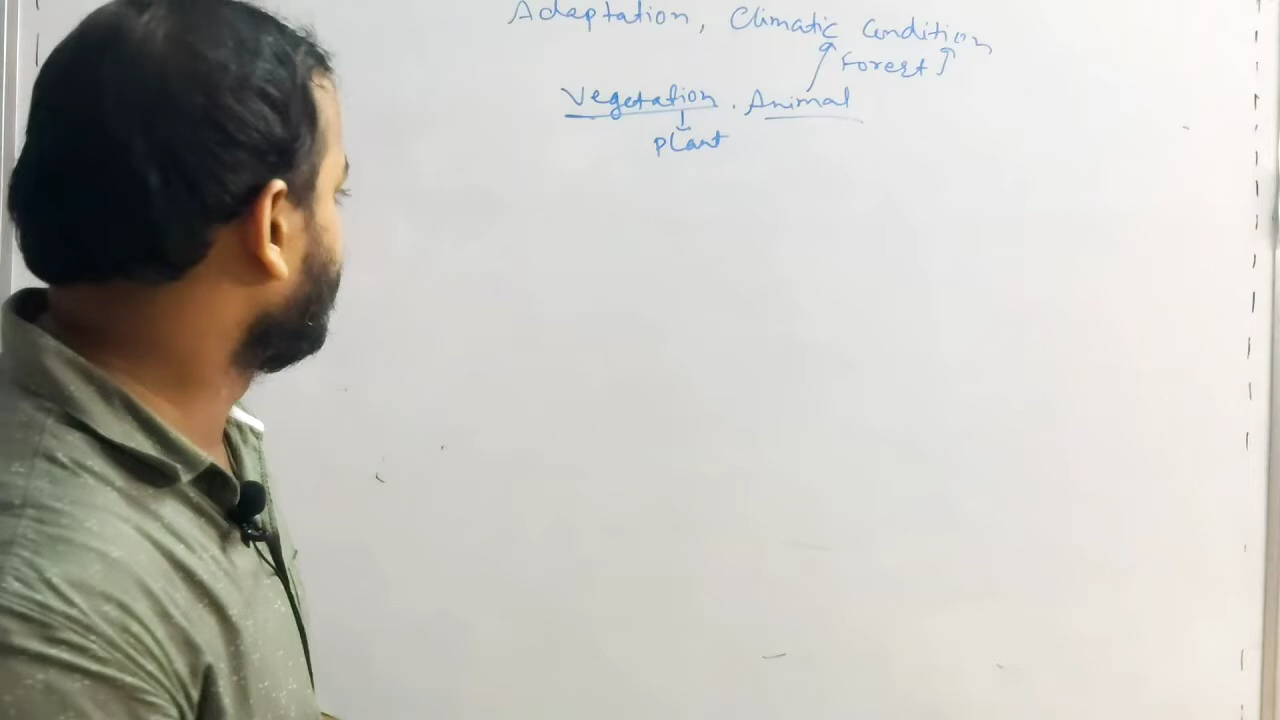 Adaptation, Climatic Condition
Forest
Vegetation. Animal
plant